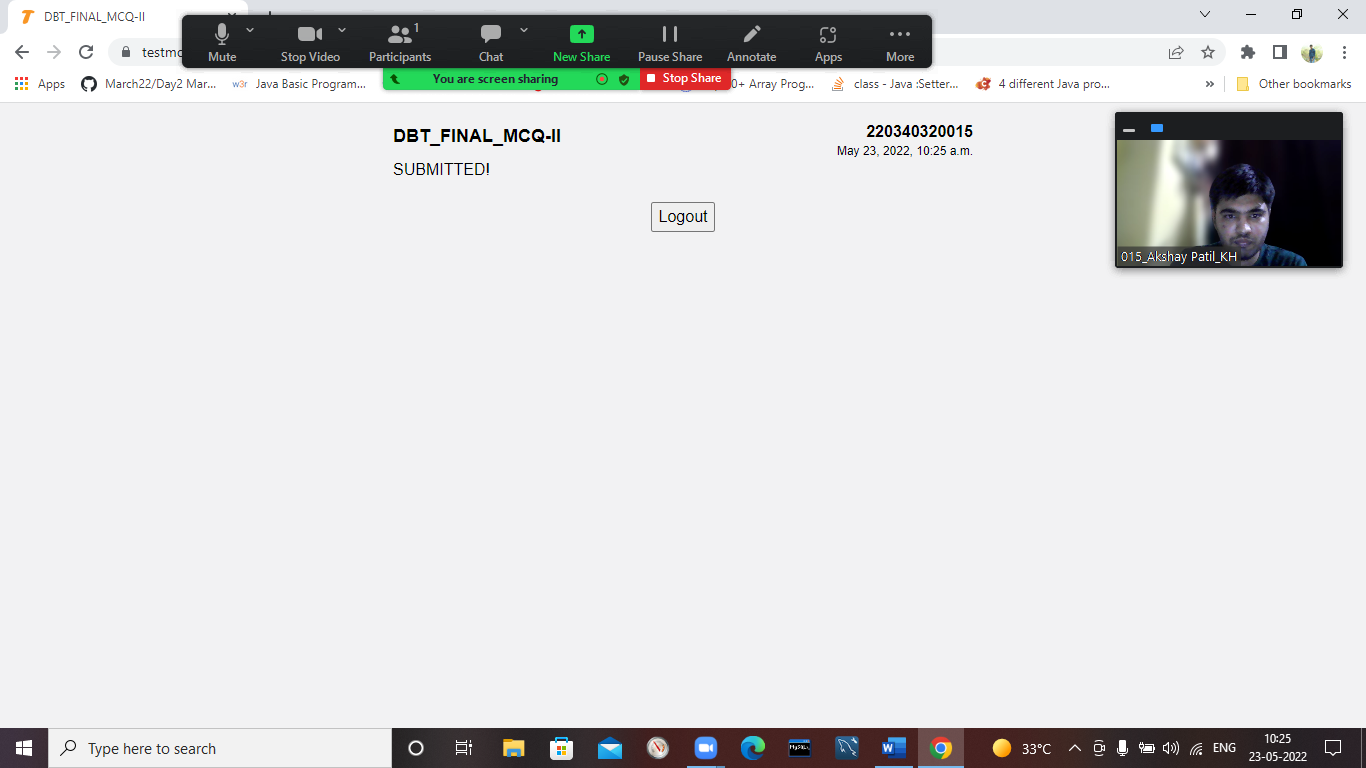 DBT_FINAL_MCQ-II
Mute
Stop Video
Participants
1
Chat
New Share
Pause Share
Annotate
Apps
More
You are screen sharing
Stop Share
Apps
March22/Day2 Mar...
w3r
Java Basic Program...
0+ Array Prog...
class - Java :Setter...
4 different Java pro...
»
Other bookmarks
DBT_FINAL_MCQ-II
220340320015
May 23, 2022, 10:25 a.m.
SUBMITTED!
Logout
015_Akshay Patil_KH
Type here to search
33°C
ENG
10:25
23-05-2022